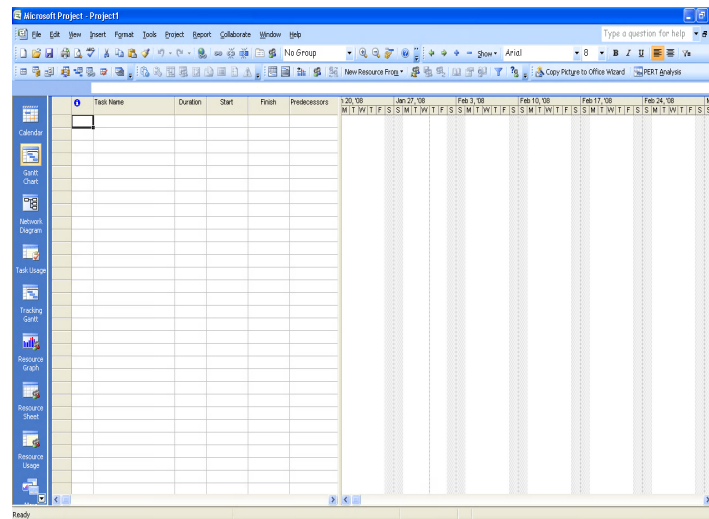 Microsoft Project - Project1
File Edit View Insert Format Tools Project Report Collaborate Window Help
Type a question for help
No Group Show Arial 8 B I U
New Resource From Copy Picture to Office Wizard PERT Analysis
Task Name Duration Start Finish Predecessors
20, '08 Jan 27, '08 Feb 3, '08 Feb 10, '08 Feb 17, '08 Feb 24, '08
M T W T F S S M T W T F S S M T W T F S S M T W T F S S M T W T F S S M T W T F S
Calendar
Gantt
Chart
Network
Diagram
Task Usage
Tracking
Gantt
Resource
Graph
Resource
Sheet
Resource
Usage
Ready